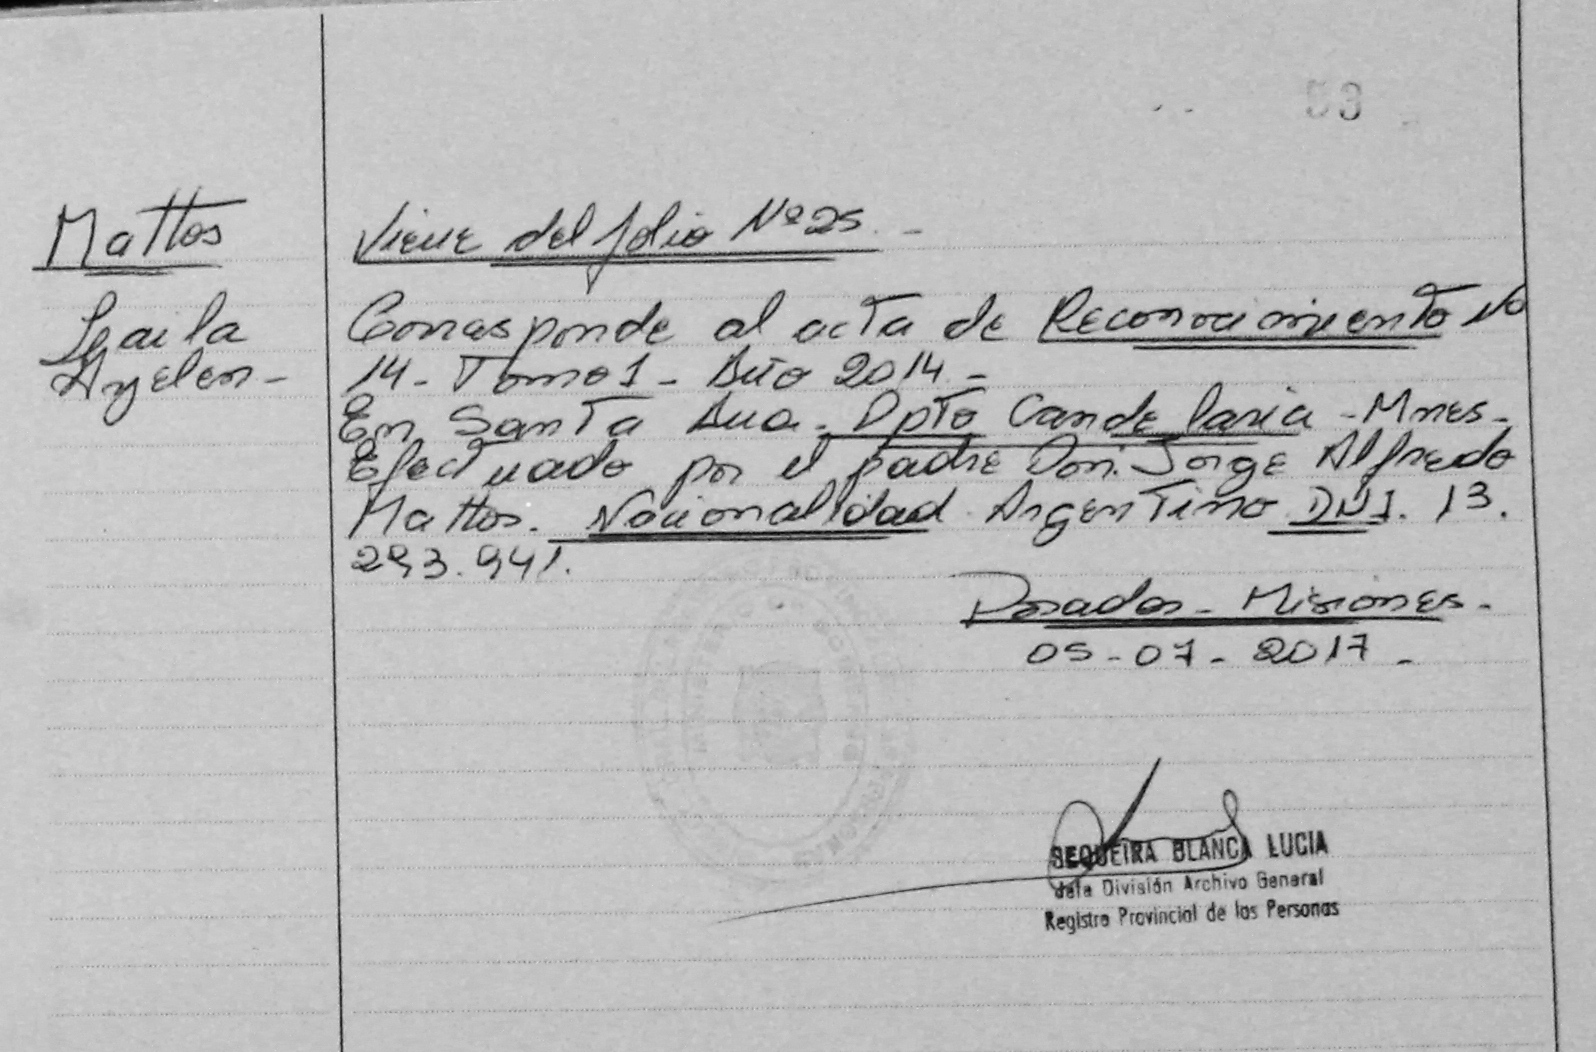 53
Mattos
Viene del folio Nº 25.-
Laila
Ayelen-
Corresponde al acta de Reconocimiento Nº
14- Tomo 1- Año 2014-
En Santa Ana- Dpto Candelaria-Mnes-
Efectuado por el padre Don: Jorge Alfredo
Mattos. Nacionalidad Argentino DNI. 13.
293.941.
Posadas- Misiones-
05-07-2017-
SEQUEIRA BLANCA LUCIA
Jefa División Archivo General
Registro Provincial de las Personas